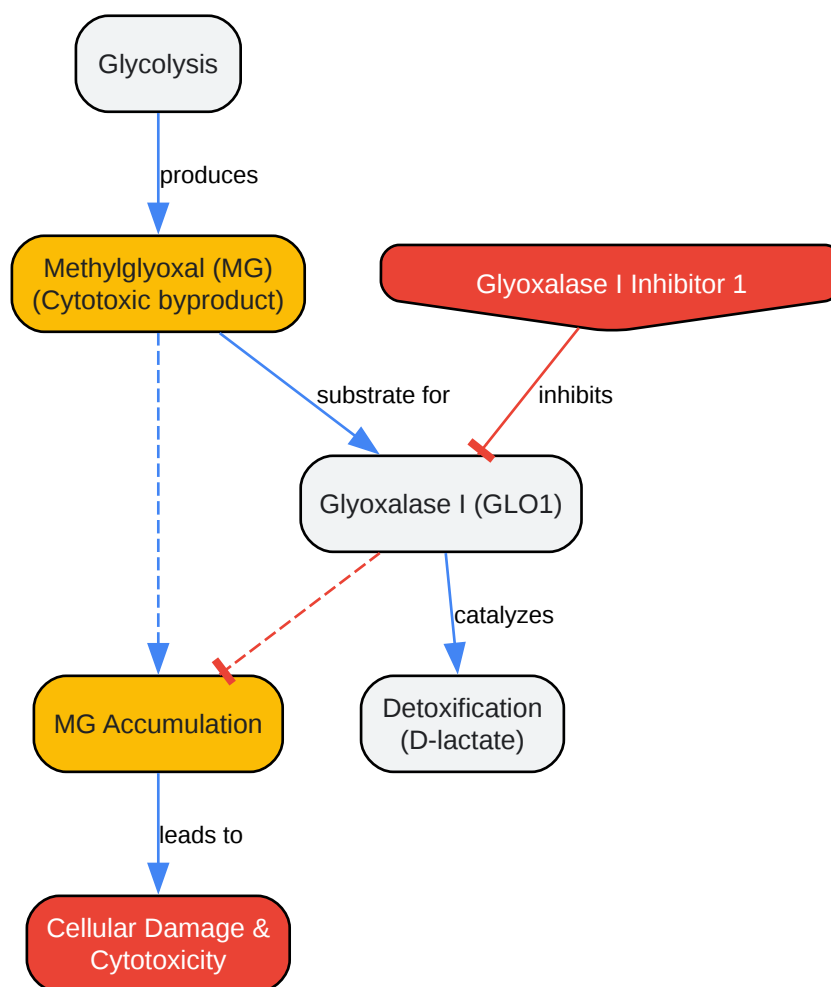 Glycolysis
produces
Methylglyoxal (MG)
(Cytotoxic byproduct)
Glyoxalase I Inhibitor 1
substrate for
inhibits
Glyoxalase I (GLO1)
catalyzes
MG Accumulation
Detoxification
(D-lactate)
leads to
Cellular Damage &
Cytotoxicity